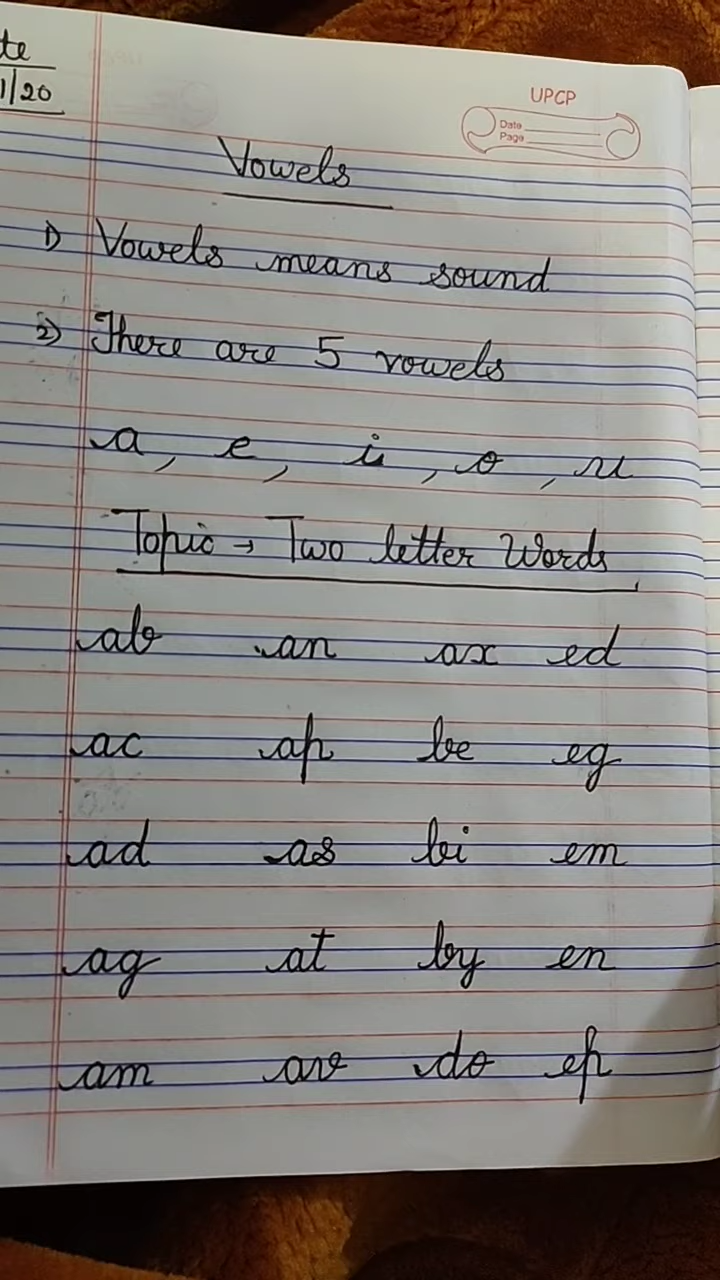 te
1/20
UPCP
Date
Page
Vowels
1) Vowels means sound
2) There are 5 vowels
a, e, i, o, u
Topic → Two letter Words
ab an ax ed
ac ap be eg
ad as bi em
ag at by en
am av do ep